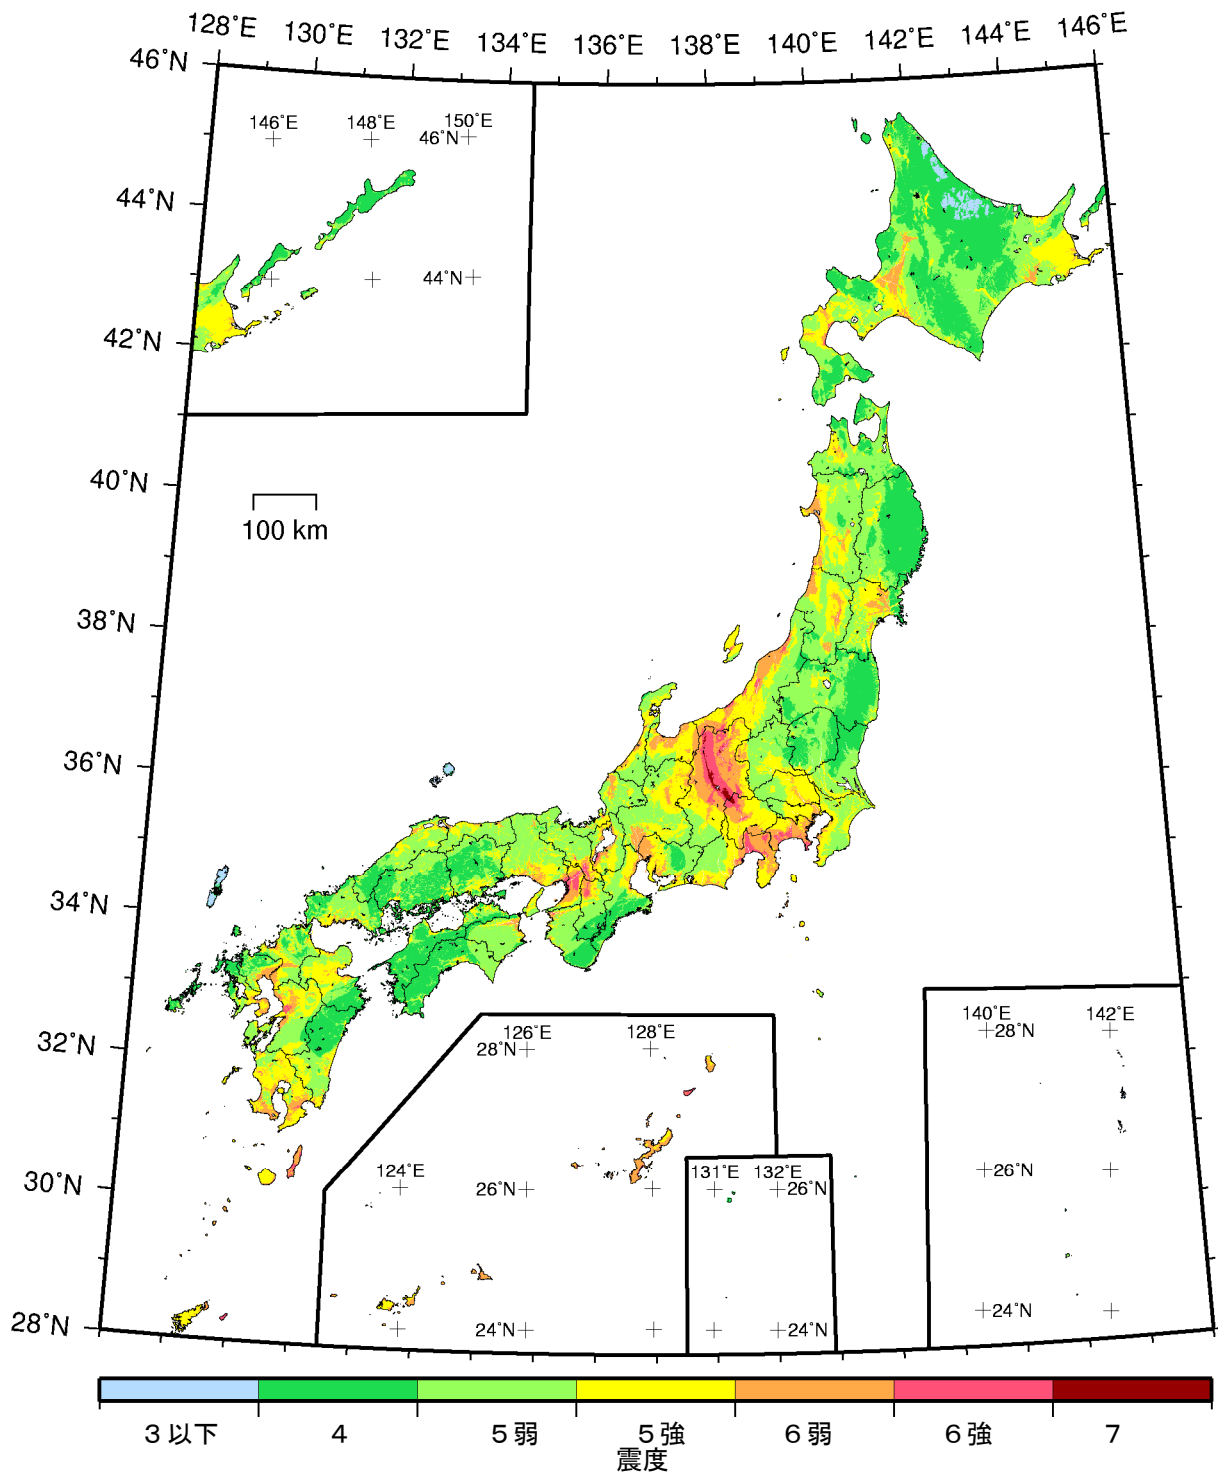 128°E 130°E 132°E 134°E 136°E 138°E 140°E 142°E 144°E 146°E
46°N
146°E 148°E 150°E
46°N
44°N
44°N
42°N
40°N
100 km
38°N
36°N
34°N
32°N
126°E 128°E
28°N
140°E 142°E
28°N
30°N
124°E
26°N
131°E 132°E
26°N
26°N
28°N
24°N
24°N
24°N
3以下 4 5弱 5強 6弱 6強 7
震度